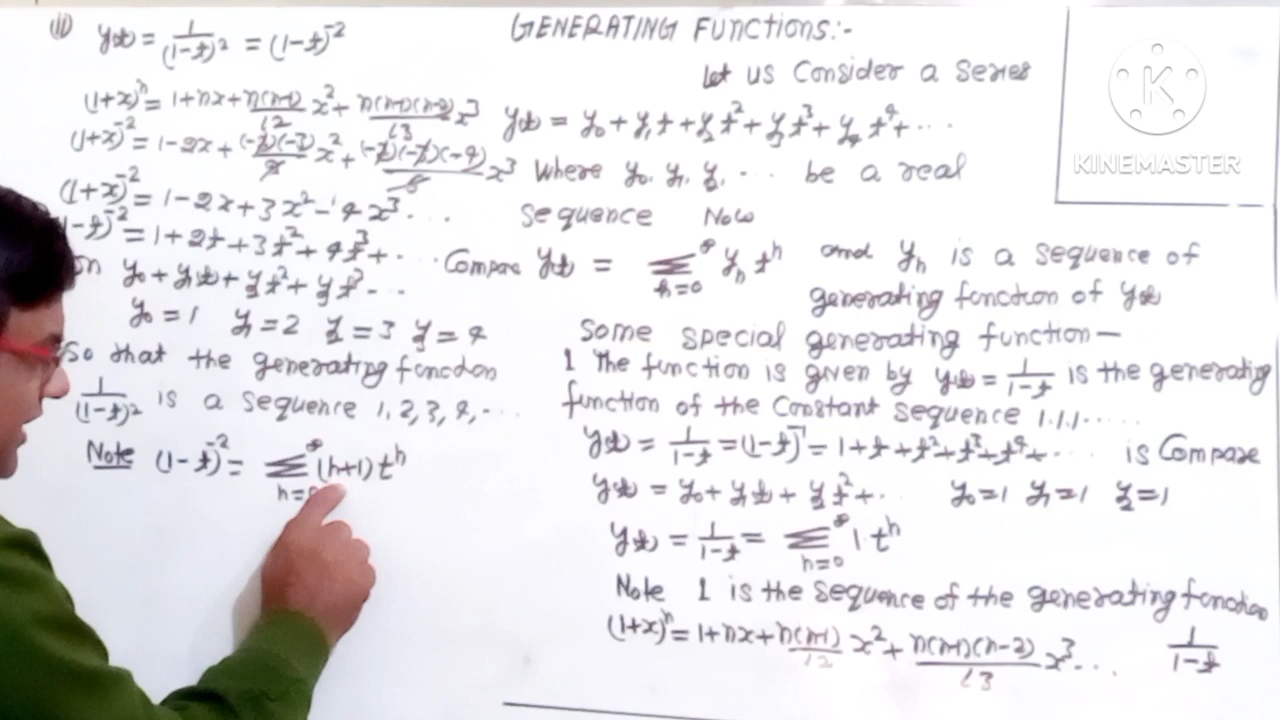 GENERATING FUNCTIONS:-
Let us Consider a Series
y(t) = y₀ + y₁t + y₂t² + y₃t³ + y₄t⁴ + ....
Where y₀, y₁, y₂, ... be a real
Sequence Now
y(t) = Σ_{n=0}^∞ yₙ tⁿ and yₙ is a sequence of
generating function of y(t)
Some special generating function —
1 The function is given by y(t) = 1/(1-t) is the generating
function of the Constant Sequence 1.1.1.....
y(t) = 1/(1-t) = (1-t)⁻¹ = 1+t+t²+t³+t⁴+.... is Compare
y(t) = y₀ + y₁t + y₂t² + .. y₀=1 y₁=1 y₂=1
y(t) = 1/(1-t) = Σ_{n=0}^∞ 1 tⁿ
Note 1 is the sequence of the generating function
1/(1-t)
(1+x)ⁿ = 1+nx+n(n-1)/⌊2 x² + n(n-1)(n-2)/⌊3 x³...
(ii) y(t) = 1/(1-t)² = (1-t)⁻²
(1+x)ⁿ = 1+nx+n(n-1)/⌊2 x² + n(n-1)(n-2)/⌊3 x³
(1+x)⁻² = 1-2x+(-2)(-3)/2 x² + (-2)(-3)(-4)/6 x³
(1+x)⁻² = 1-2x+3x²-4x³....
(1-t)⁻² = 1+2t+3t²+4t³+... Compare
on y₀+y₁t+y₂t²+y₃t³...
y₀=1 y₁=2 y₂=3 y₃=4
So that the generating function
1/(1-t)² is a sequence 1,2,3,4,....
Note (1-t)⁻² = Σ_{n=0}^∞ (n+1)tⁿ
K
KINEMASTER